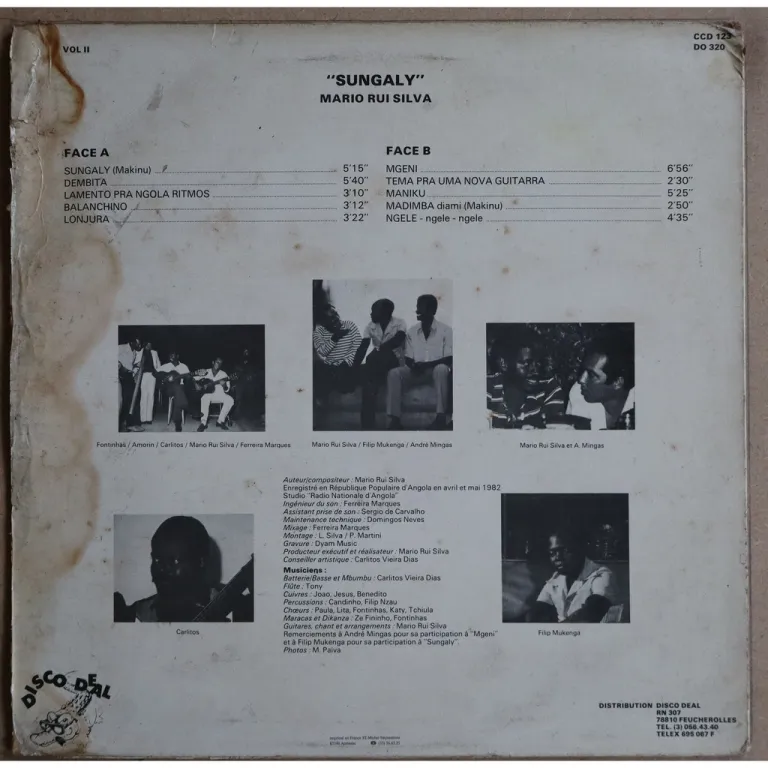 VOL II
CCD 123
DO 320
"SUNGALY"
MARIO RUI SILVA
FACE A
SUNGALY (Makinu) 5'15"
DEMBITA 5'40"
LAMENTO PRA NGOLA RITMOS 3'10"
BALANCHINO 3'12"
LONJURA 3'22"
FACE B
MGENI 6'56"
TEMA PRA UMA NOVA GUITARRA 2'30"
MANIKU 5'25"
MADIMBA diami (Makinu) 2'50"
NGELE - ngele - ngele 4'35"
Fontinhas / Amorin / Carlitos / Mario Rui Silva / Ferreira Marques
Mario Rui Silva / Filip Mukenga / André Mingas
Mario Rui Silva et A. Mingas
Auteur/compositeur : Mario Rui Silva
Enregistré en République Populaire d'Angola en avril et mai 1982
Studio "Radio Nationale d'Angola"
Ingénieur du son : Ferreira Marques
Assistant prise de son : Sergio de Carvalho
Maintenance technique : Domingos Neves
Mixage : Ferreira Marques
Montage : L. Silva / P. Martini
Gravure : Dyam Music
Producteur exécutif et réalisateur : Mario Rui Silva
Conseiller artistique : Carlitos Vieira Dias
Musiciens :
Batterie/Basse et Mbumbu : Carlitos Vieira Dias
Flûte : Tony
Cuivres : Joao, Jesus, Benedito
Percussions : Candinho, Filip Nzau
Chœurs : Paula, Lita, Fontinhas, Katy, Tchiula
Maracas et Dikanza : Ze Fininho, Fontinhas
Guitares, chant et arrangements : Mario Rui Silva
Remerciements à André Mingas pour sa participation à "Mgeni"
et à Filip Mukenga pour sa participation à "Sungaly".
Photos : M. Paiva
Carlitos
Filip Mukenga
DISCO DEAL
DISTRIBUTION DISCO DEAL
RN 307
78810 FEUCHEROLLES
TEL. (3) 056.43.40
TELEX 695 087 F